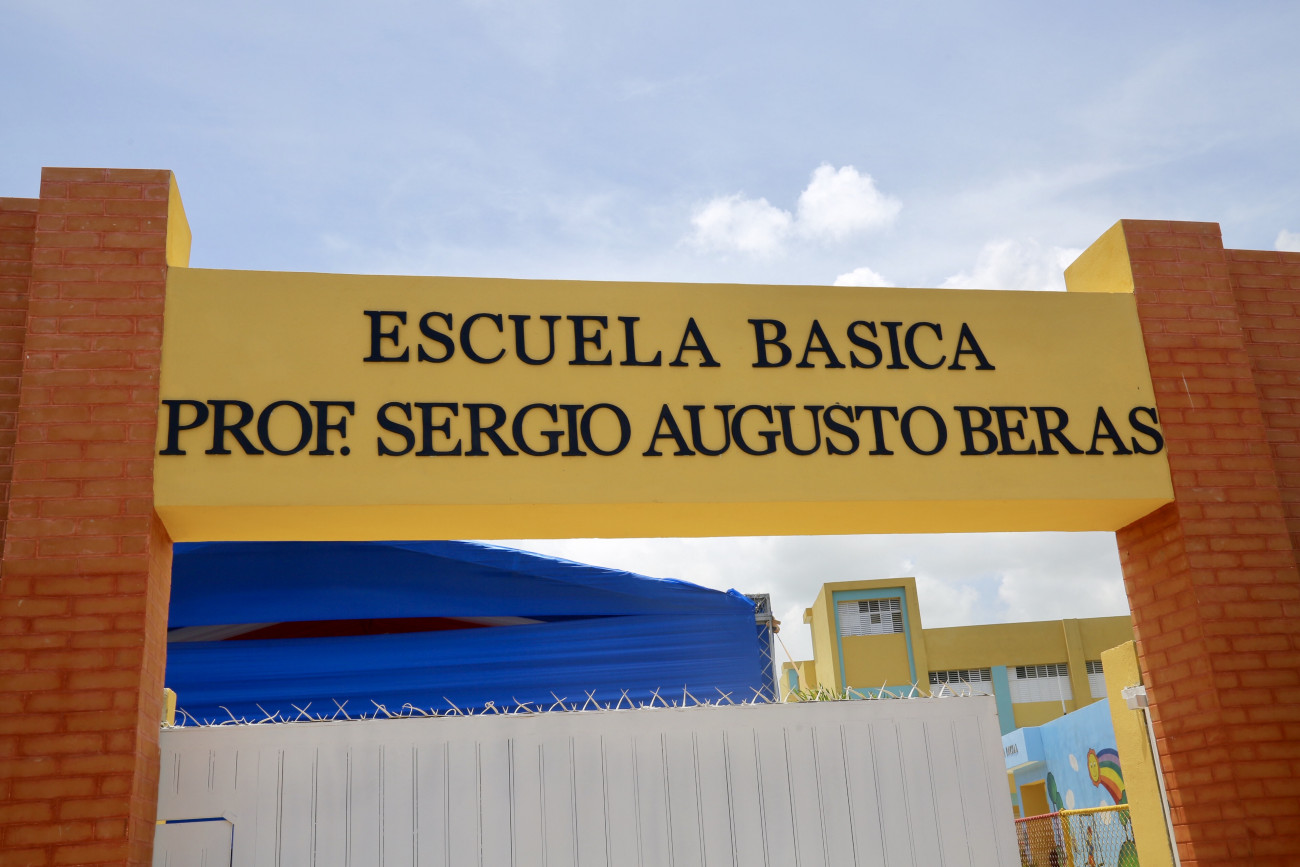 ESCUELA BASICA
PROF. SERGIO AUGUSTO BERAS